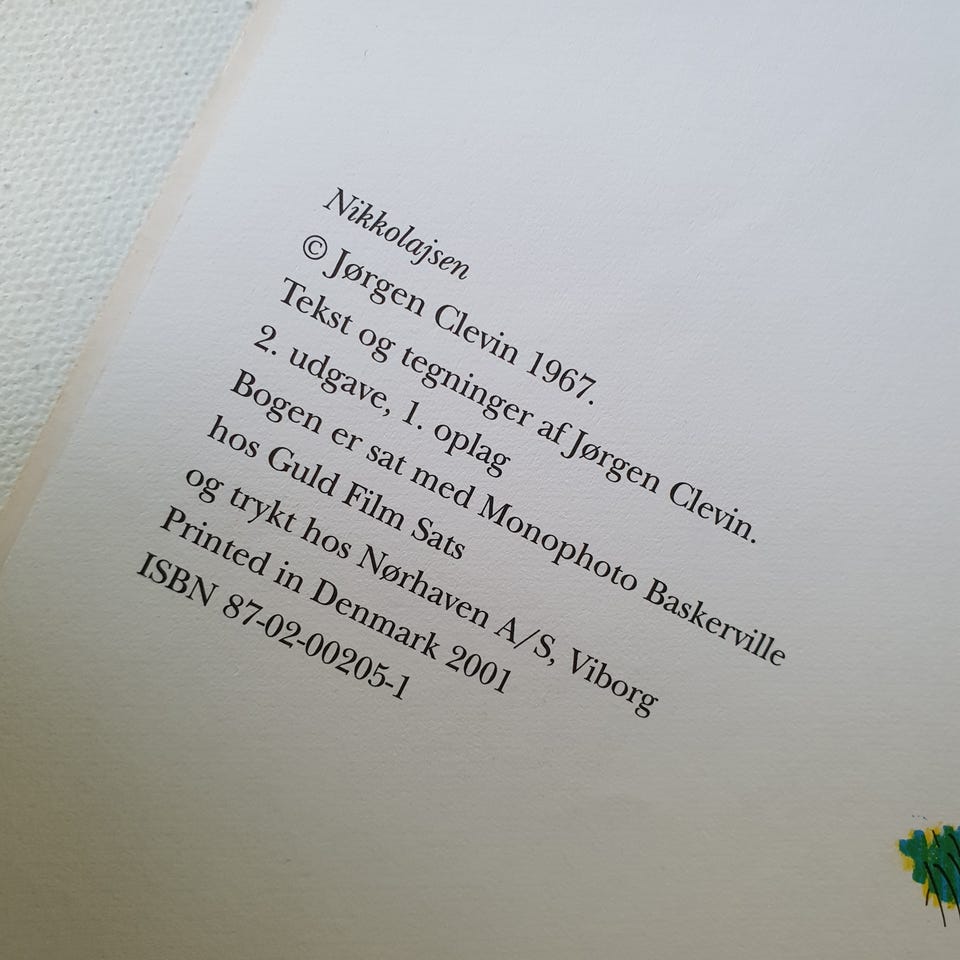 Nikkolajsen
© Jørgen Clevin 1967.
Tekst og tegninger af Jørgen Clevin.
2. udgave, 1. oplag
Bogen er sat med Monophoto Baskerville
hos Guld Film Sats
og trykt hos Nørhaven A/S, Viborg
Printed in Denmark 2001
ISBN 87-02-00205-1